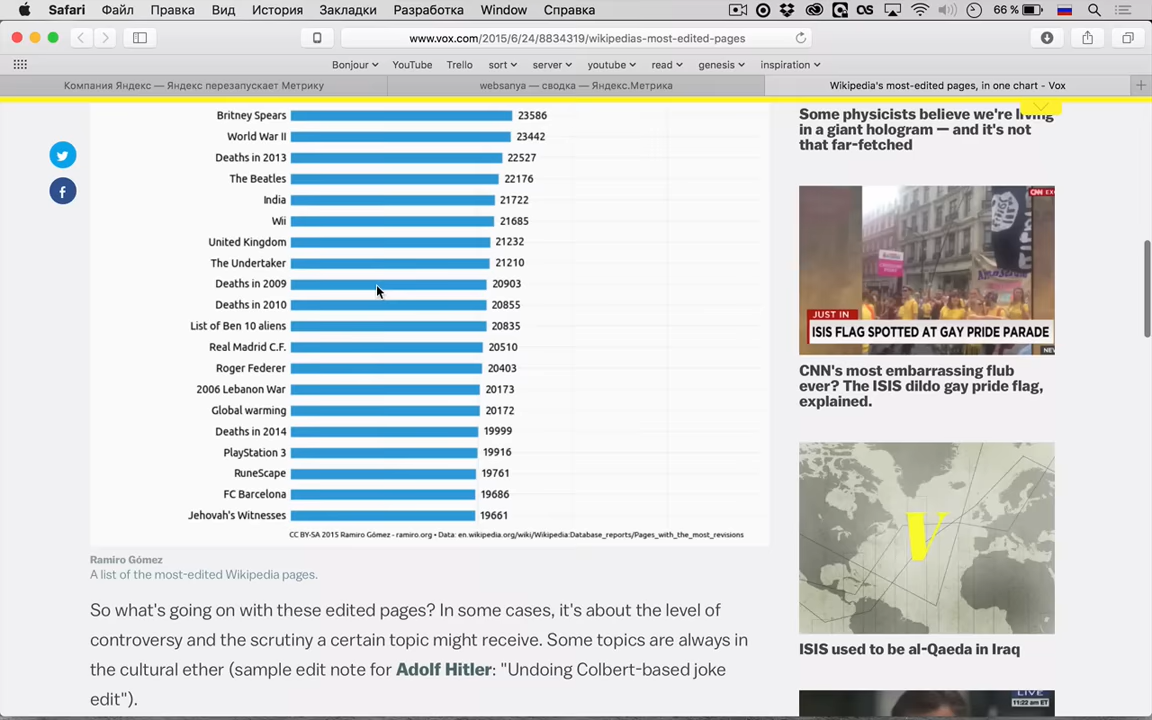 Safari Файл Правка Вид История Закладки Разработка Window Справка 66 %
www.vox.com/2015/6/24/8834319/wikipedias-most-edited-pages
Bonjour YouTube Trello sort server youtube read genesis inspiration
Компания Яндекс — Яндекс перезапускает Метрику websanya — сводка — Яндекс.Метрика Wikipedia's most-edited pages, in one chart - Vox
Britney Spears 23586
World War II 23442
Deaths in 2013 22527
The Beatles 22176
India 21722
Wii 21685
United Kingdom 21232
The Undertaker 21210
Deaths in 2009 20903
Deaths in 2010 20855
List of Ben 10 aliens 20835
Real Madrid C.F. 20510
Roger Federer 20403
2006 Lebanon War 20173
Global warming 20172
Deaths in 2014 19999
PlayStation 3 19916
RuneScape 19761
FC Barcelona 19686
Jehovah's Witnesses 19661
CC BY-SA 2015 Ramiro Gómez - ramiro.org • Data: en.wikipedia.org/wiki/Wikipedia:Database_reports/Pages_with_the_most_revisions
Ramiro Gómez
A list of the most-edited Wikipedia pages.
So what's going on with these edited pages? In some cases, it's about the level of
controversy and the scrutiny a certain topic might receive. Some topics are always in
the cultural ether (sample edit note for Adolf Hitler: "Undoing Colbert-based joke
edit").
Some physicists believe we're living
in a giant hologram — and it's not
that far-fetched
JUST IN
ISIS FLAG SPOTTED AT GAY PRIDE PARADE
CNN's most embarrassing flub
ever? The ISIS dildo gay pride flag,
explained.
V
ISIS used to be al-Qaeda in Iraq
LIVE
11:22 am ET